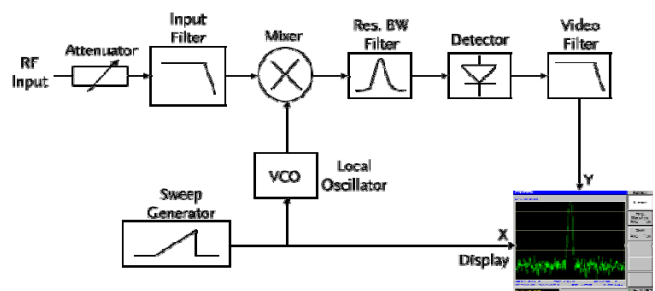 Input
Filter
Attenuator
Mixer
Res. BW
Filter
Detector
Video
Filter
RF
Input
VCO
Local
Oscillator
Sweep
Generator
Y
X
Display